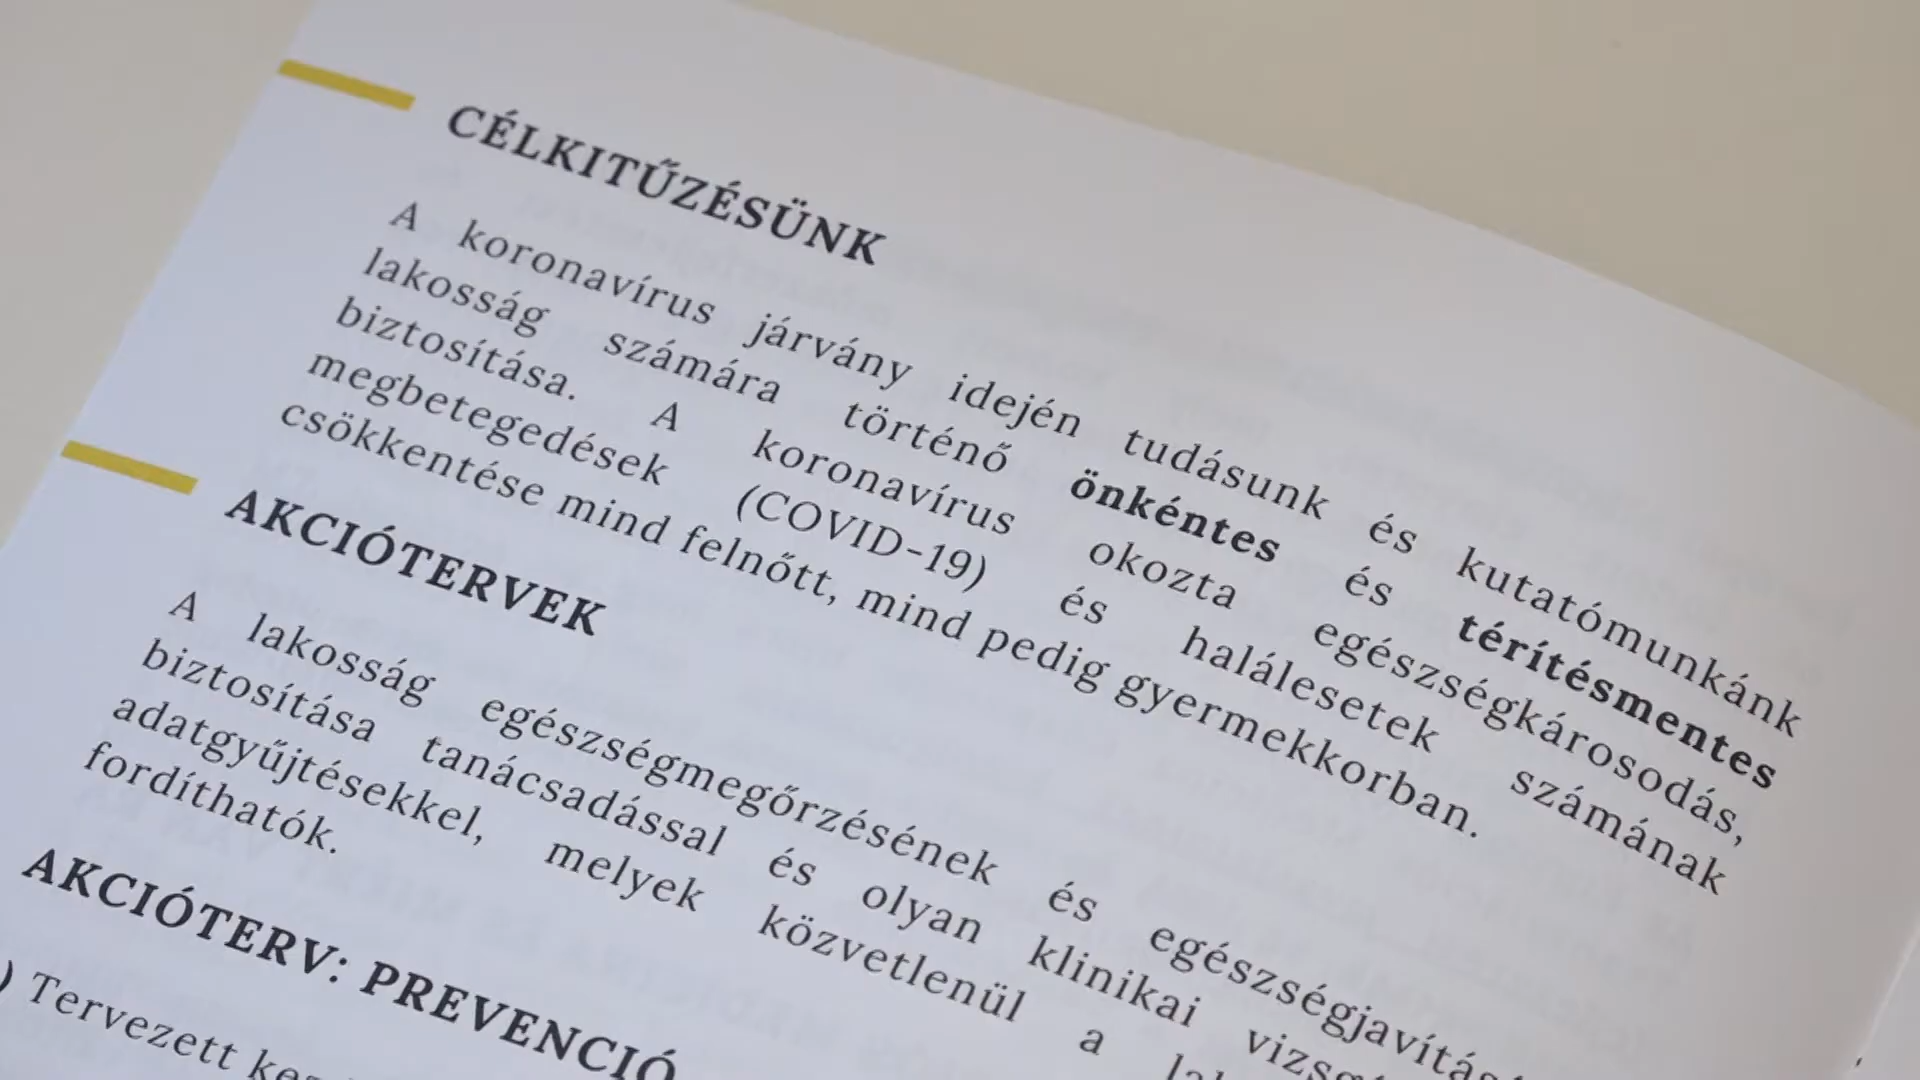 CÉLKITŰZÉSÜNK
A koronavírus járvány idején tudásunk és kutatómunkánk
lakosság számára történő önkéntes és térítésmentes
biztosítása. A koronavírus okozta egészségkárosodás,
megbetegedések (COVID-19) és halálesetek számának
csökkentése mind felnőtt, mind pedig gyermekkorban.
AKCIÓTERVEK
A lakosság egészségmegőrzésének és
biztosítása tanácsadással és olyan klinikai
adatgyűjtésekkel, melyek közvetlenül a
fordíthatók.
AKCIÓTERV: PREVENCIÓ
) Tervezett